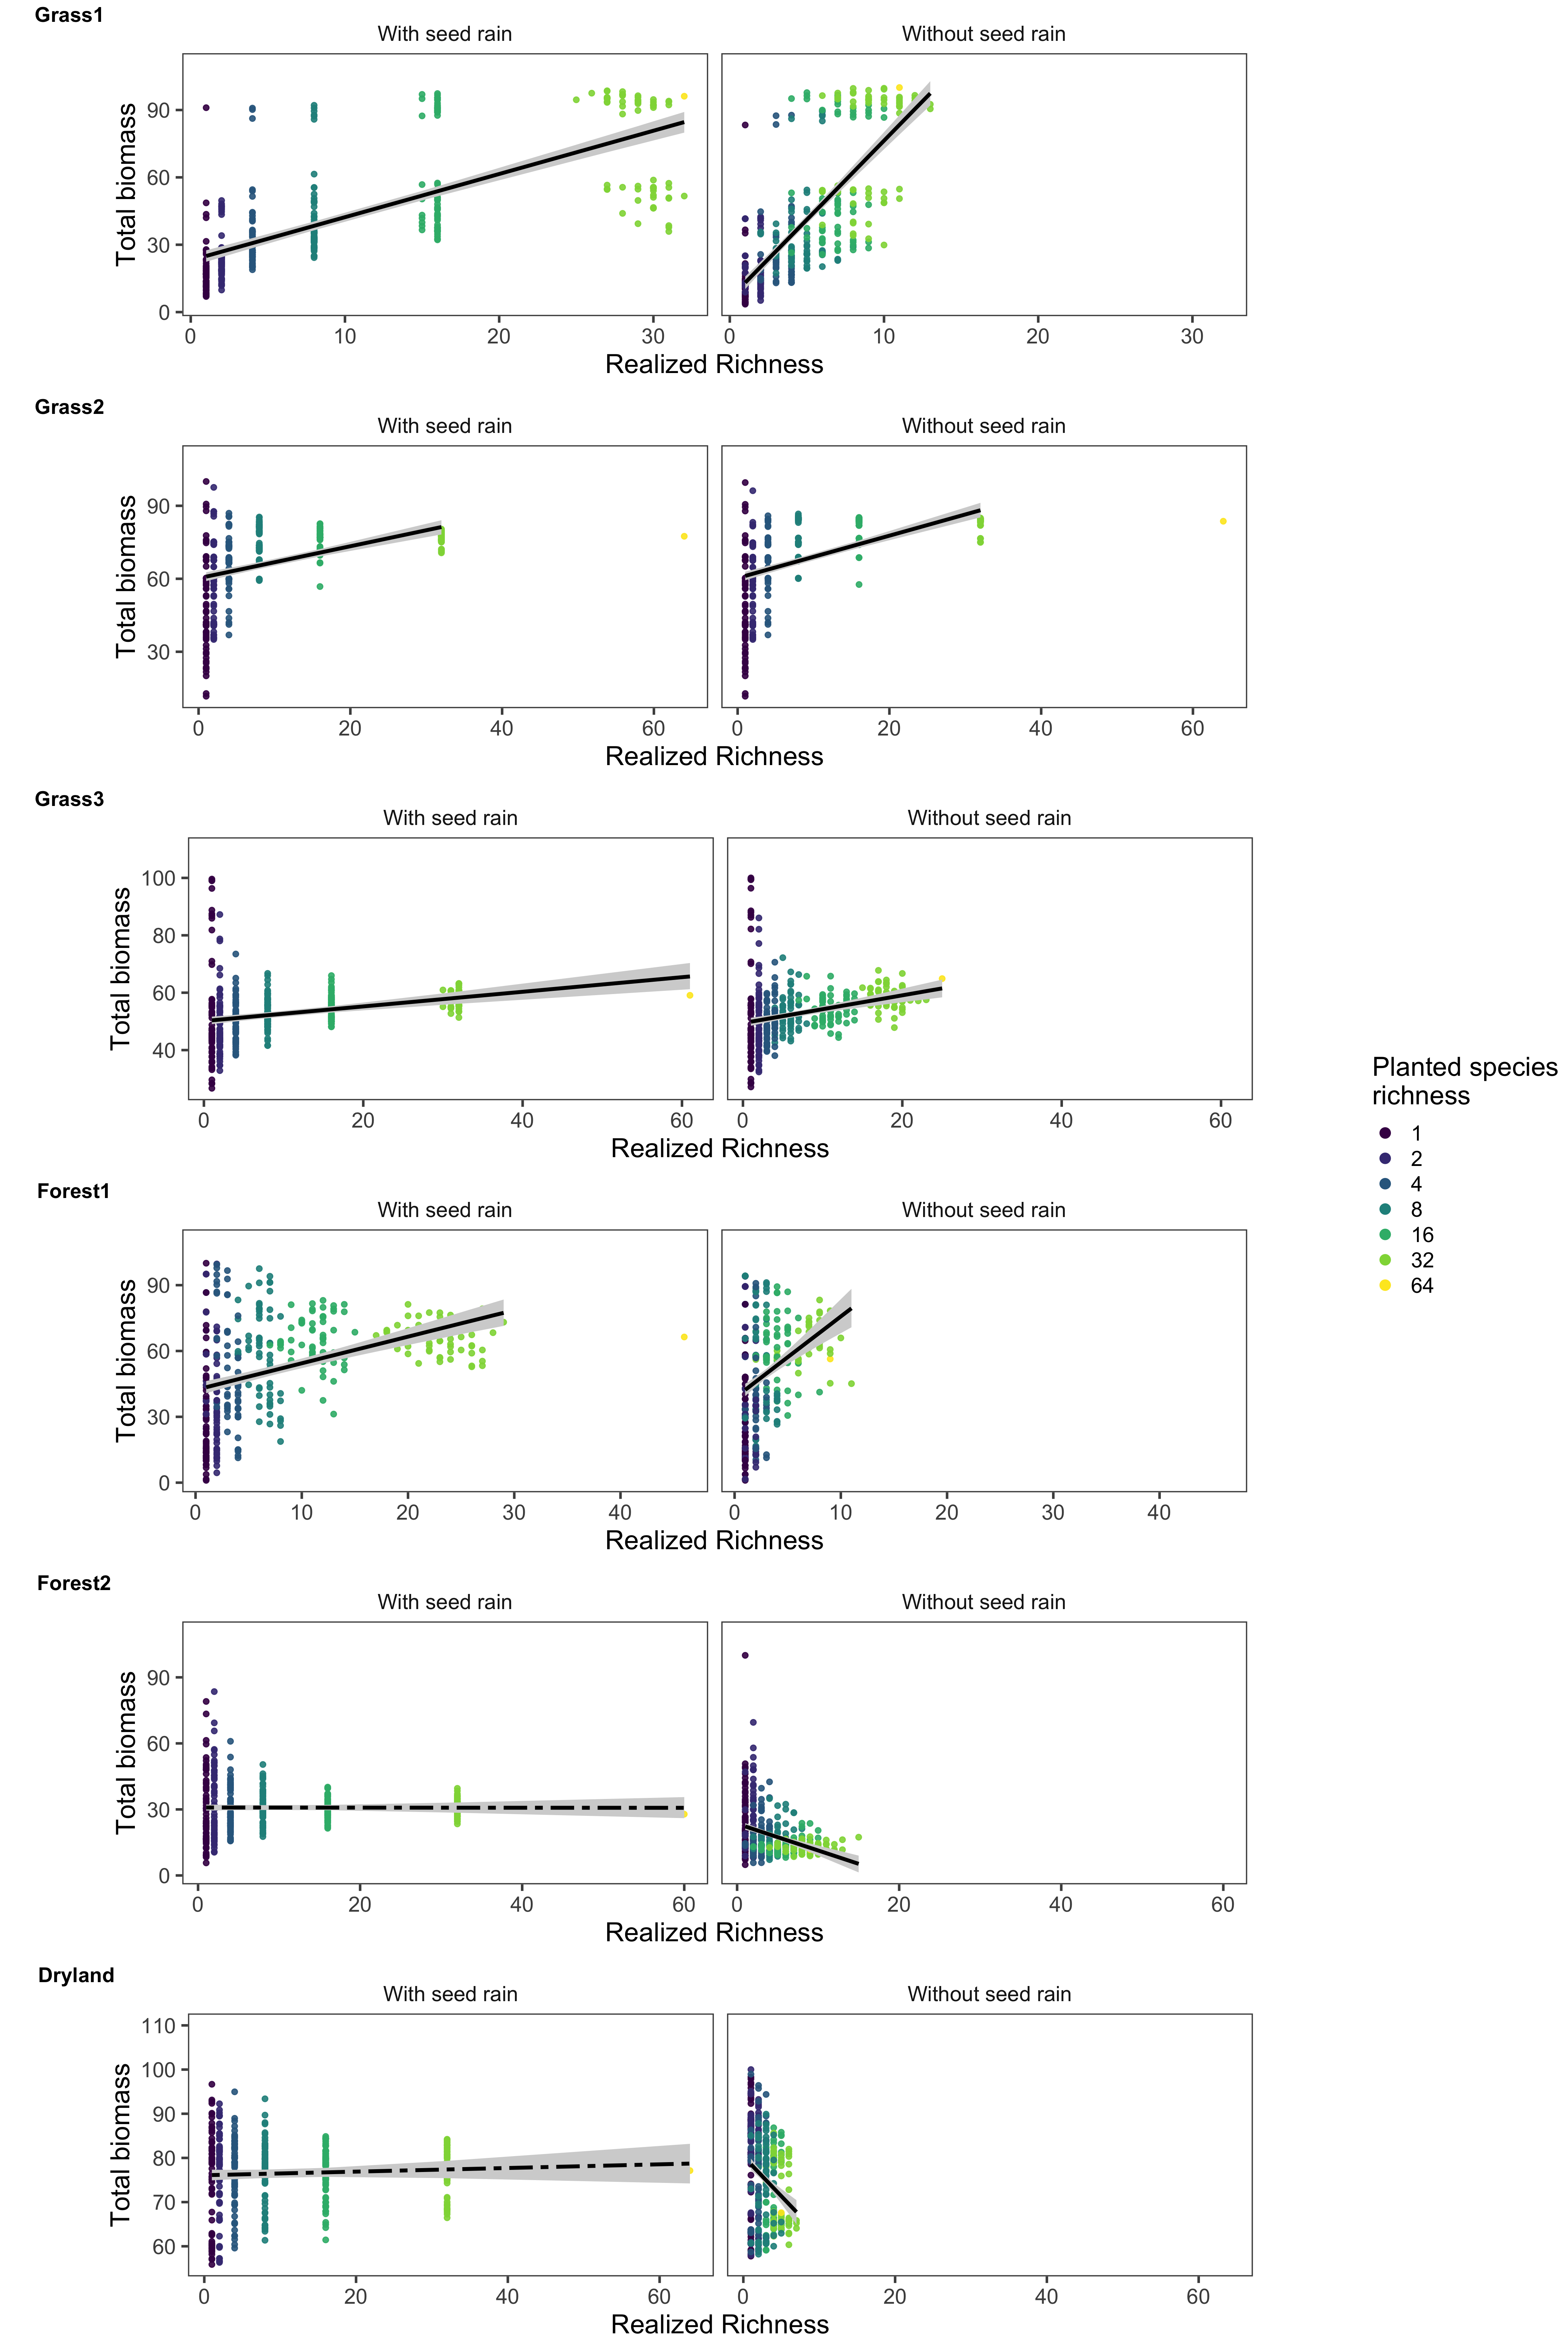 Grass1
With seed rain
Without seed rain
Total biomass
90
60
30
0
0 10 20 30
0 10 20 30
Realized Richness
Grass2
With seed rain
Without seed rain
Total biomass
90
60
30
0 20 40 60
0 20 40 60
Realized Richness
Grass3
With seed rain
Without seed rain
Total biomass
100
80
60
40
0 20 40 60
0 20 40 60
Realized Richness
Planted species
richness
1
2
4
8
16
32
64
Forest1
With seed rain
Without seed rain
Total biomass
90
60
30
0
0 10 20 30 40
0 10 20 30 40
Realized Richness
Forest2
With seed rain
Without seed rain
Total biomass
90
60
30
0
0 20 40 60
0 20 40 60
Realized Richness
Dryland
With seed rain
Without seed rain
Total biomass
110
100
90
80
70
60
0 20 40 60
0 20 40 60
Realized Richness